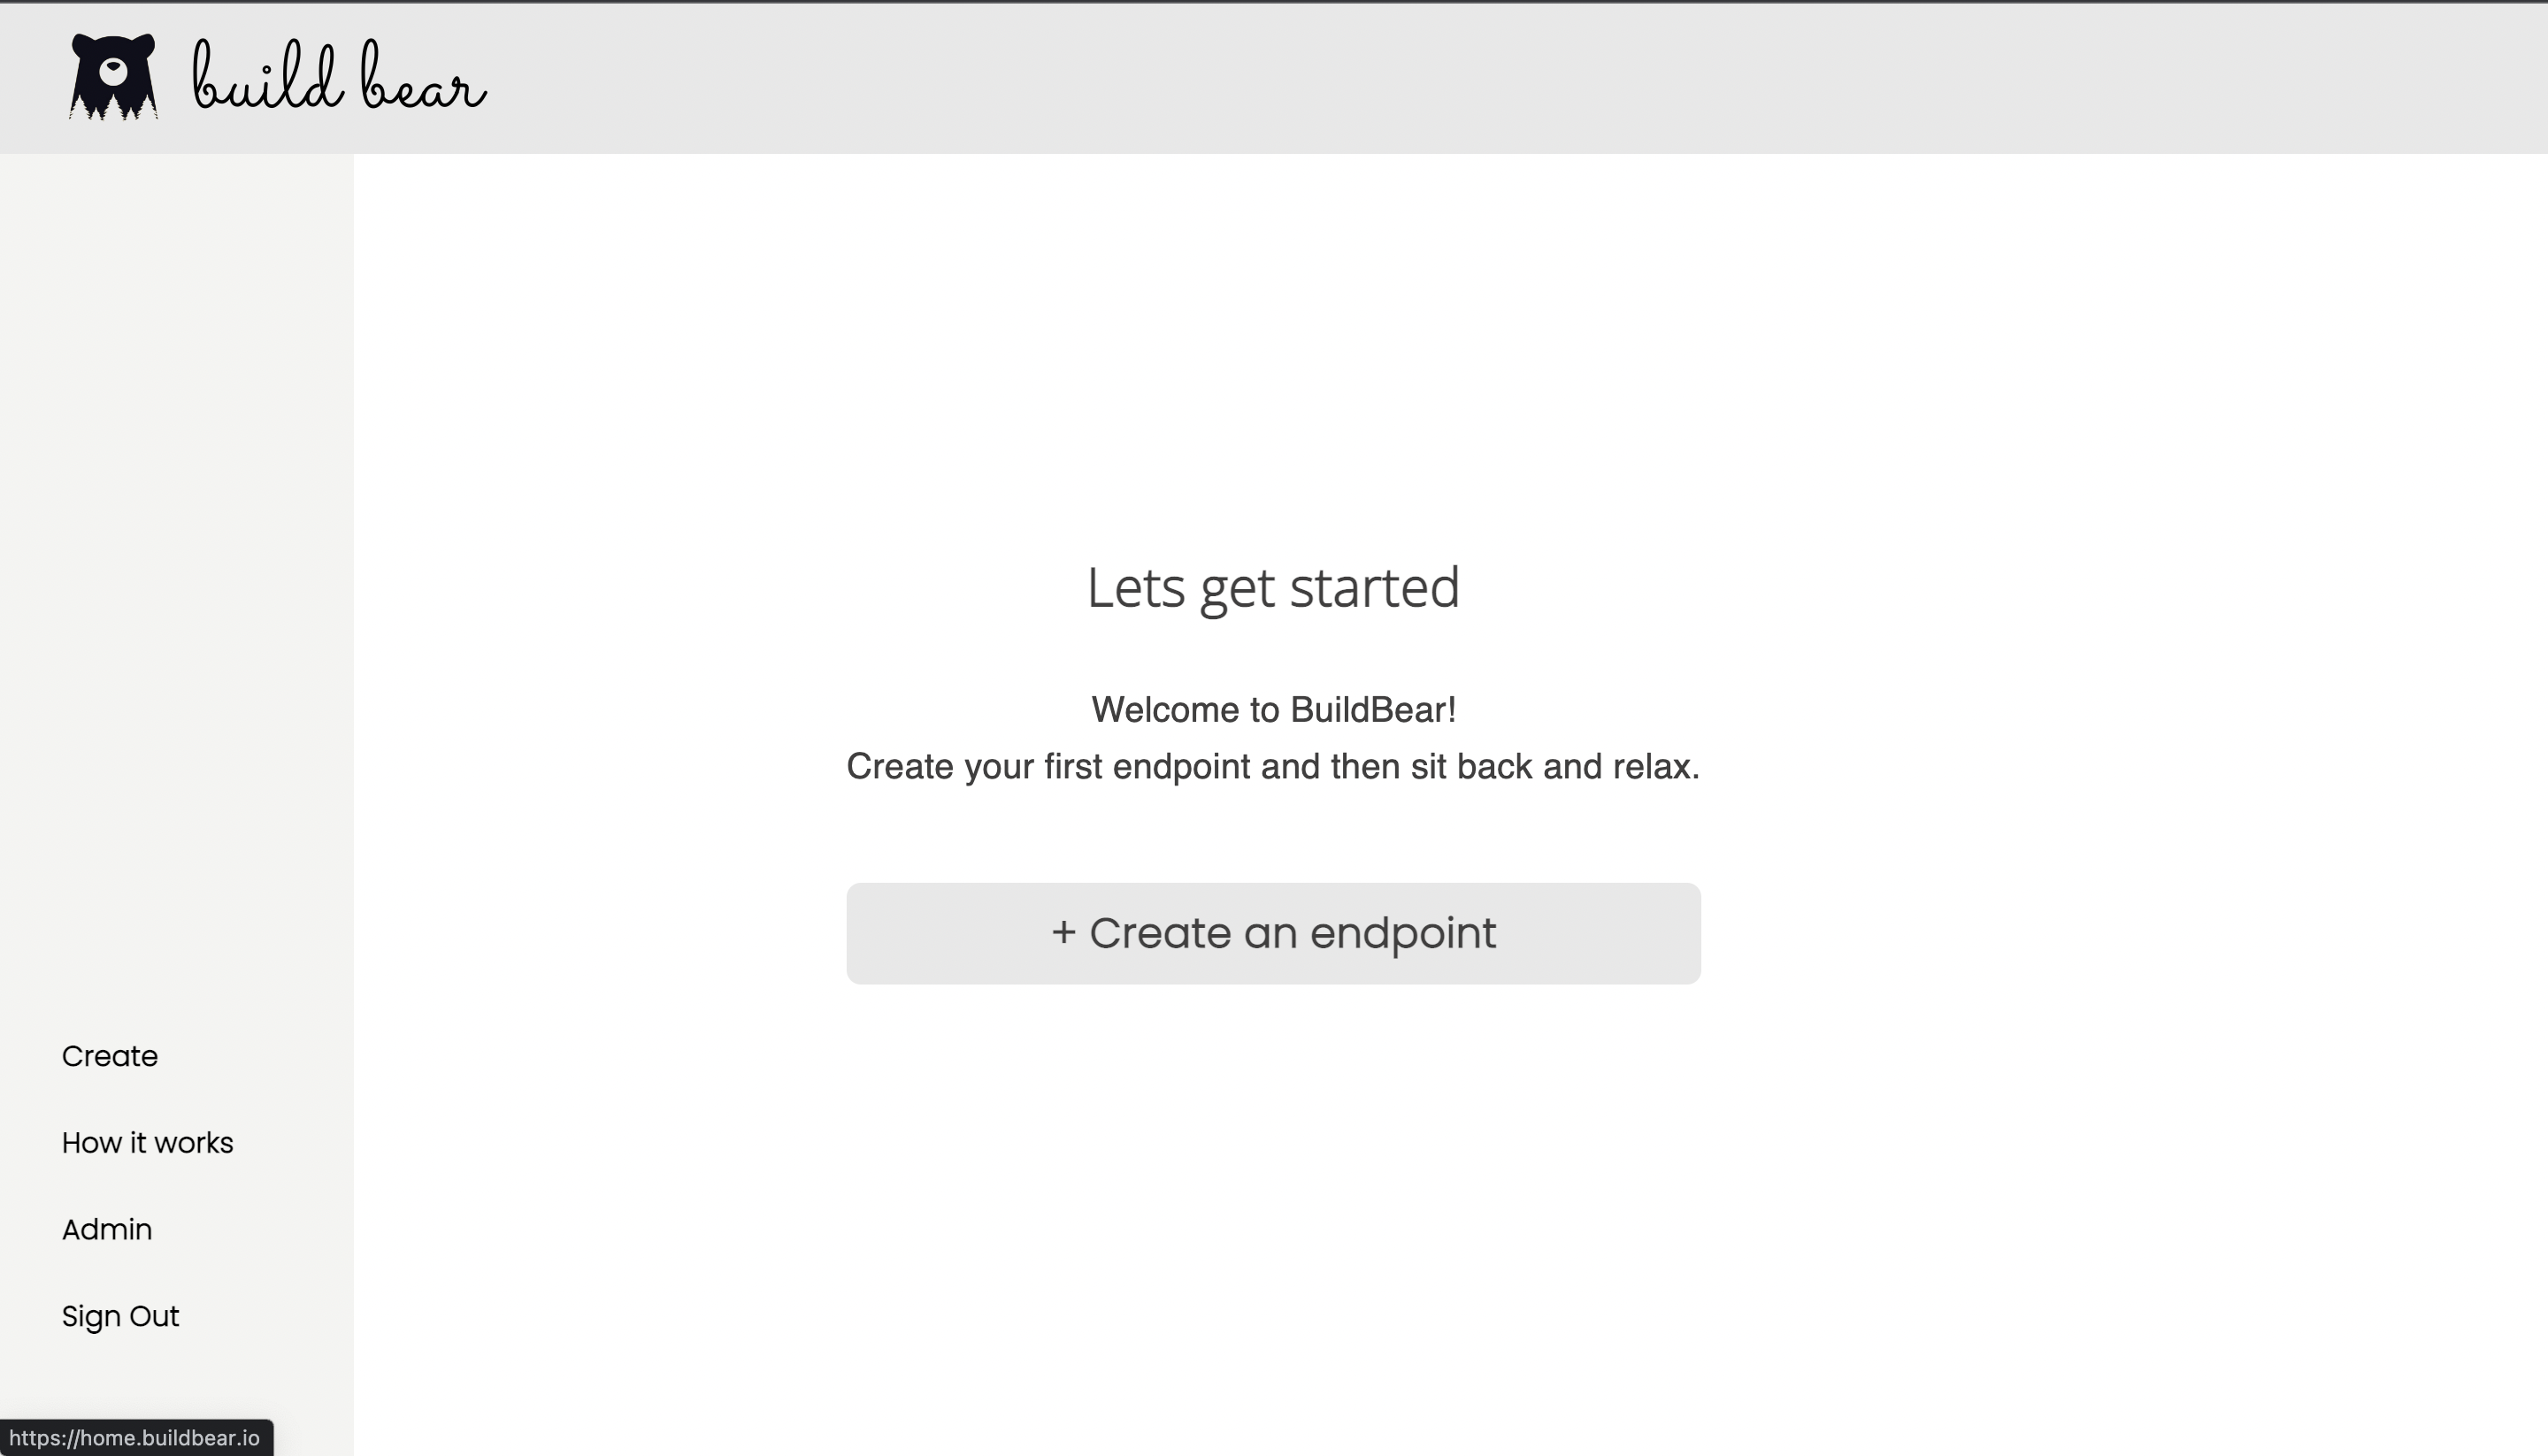 build bear
Lets get started
Welcome to BuildBear!
Create your first endpoint and then sit back and relax.
+ Create an endpoint
Create
How it works
Admin
Sign Out
https://home.buildbear.io